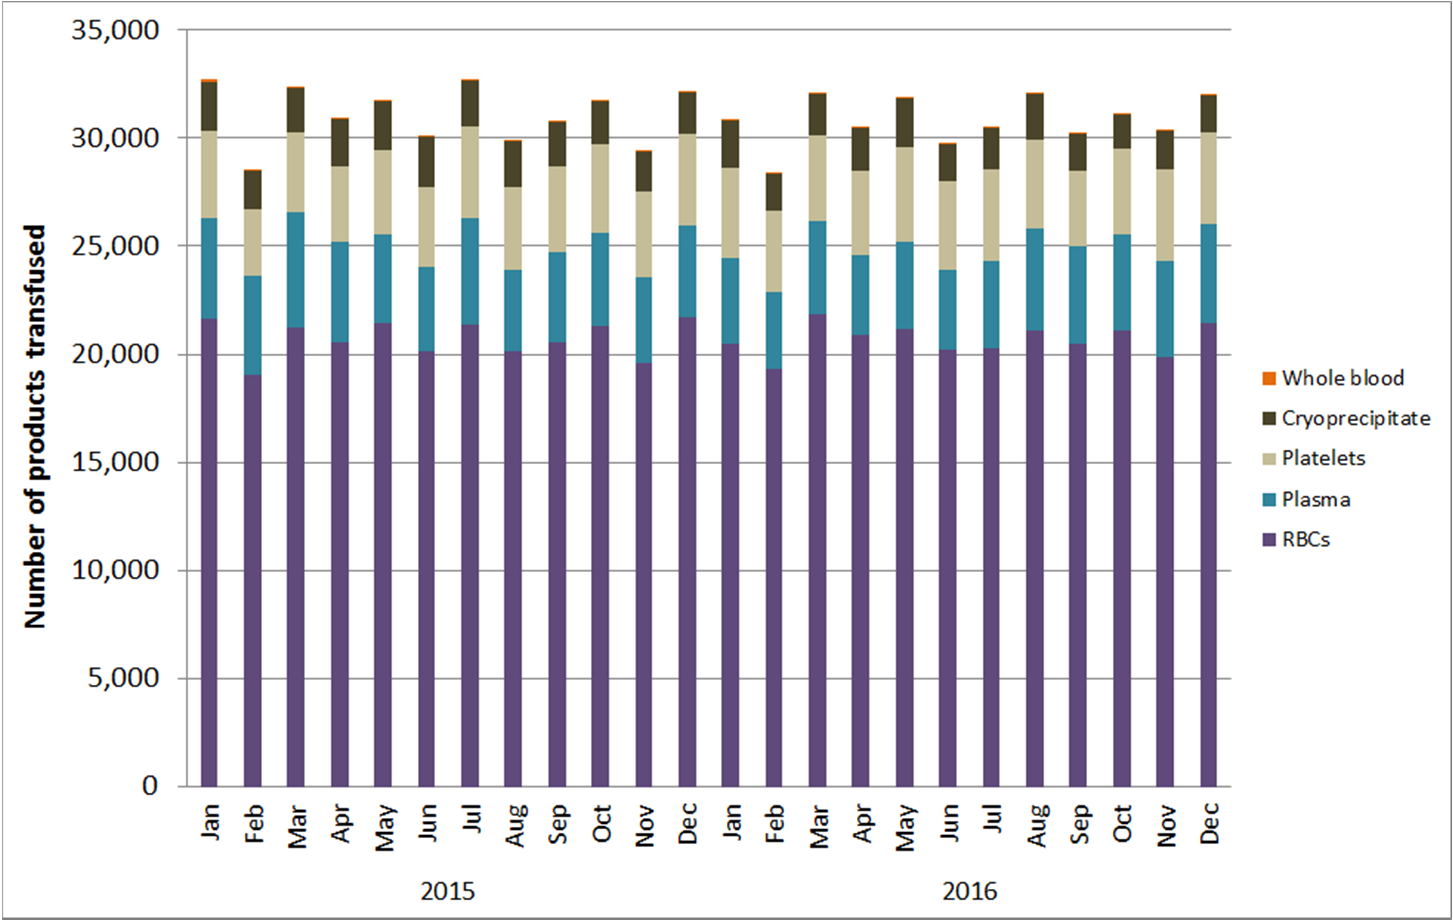 Number of products transfused
35,000
30,000
25,000
20,000
15,000
10,000
5,000
0
Jan Feb Mar Apr May Jun Jul Aug Sep Oct Nov Dec Jan Feb Mar Apr May Jun Jul Aug Sep Oct Nov Dec
2015 2016
Whole blood
Cryoprecipitate
Platelets
Plasma
RBCs